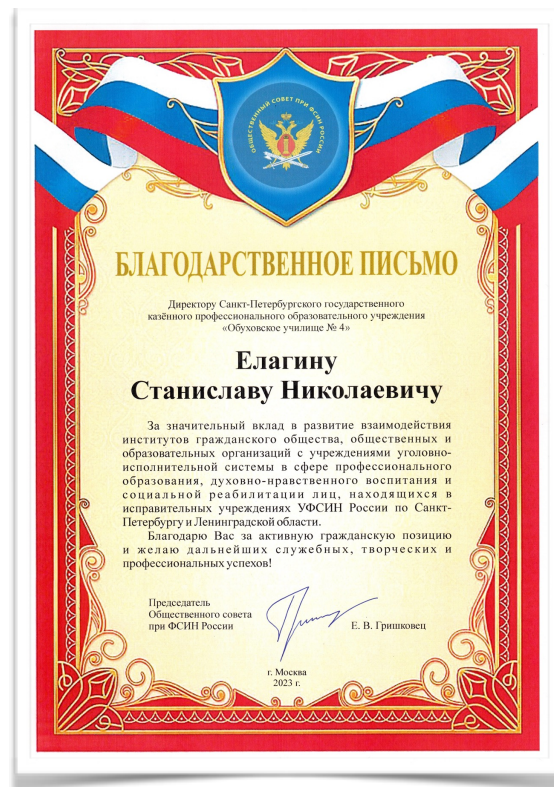 ОБЩЕСТВЕННЫЙ СОВЕТ ПРИ ФСИН РОССИИ
БЛАГОДАРСТВЕННОЕ ПИСЬМО
Директору Санкт-Петербургского государственного
казённого профессионального образовательного учреждения
«Обуховское училище № 4»
Елагину
Станиславу Николаевичу
За значительный вклад в развитие взаимодействия
институтов гражданского общества, общественных и
образовательных организаций с учреждениями уголовно-
исполнительной системы в сфере профессионального
образования, духовно-нравственного воспитания и
социальной реабилитации лиц, находящихся в
исправительных учреждениях УФСИН России по Санкт-
Петербургу и Ленинградской области.
Благодарю Вас за активную гражданскую позицию
и желаю дальнейших служебных, творческих и
профессиональных успехов!
Председатель
Общественного совета
при ФСИН России
Е. В. Гришковец
г. Москва
2023 г.